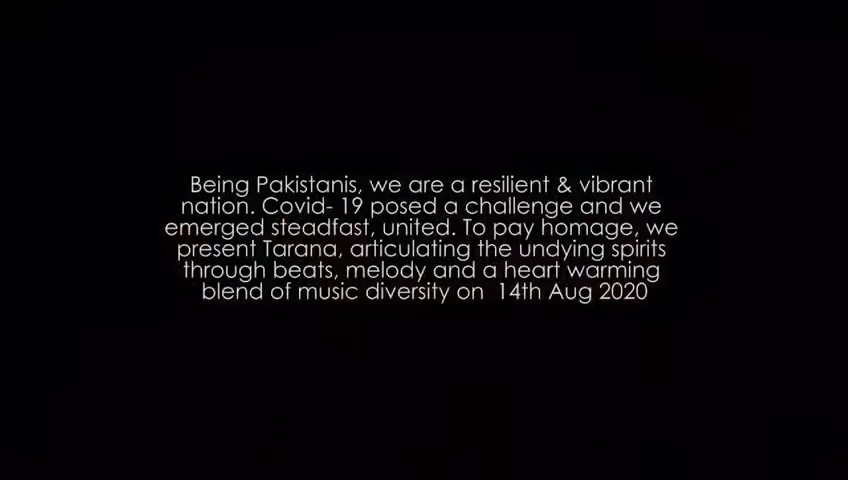 Being Pakistanis, we are a resilient & vibrant
nation. Covid- 19 posed a challenge and we
emerged steadfast, united. To pay homage, we
present Tarana, articulating the undying spirits
through beats, melody and a heart warming
blend of music diversity on  14th Aug 2020